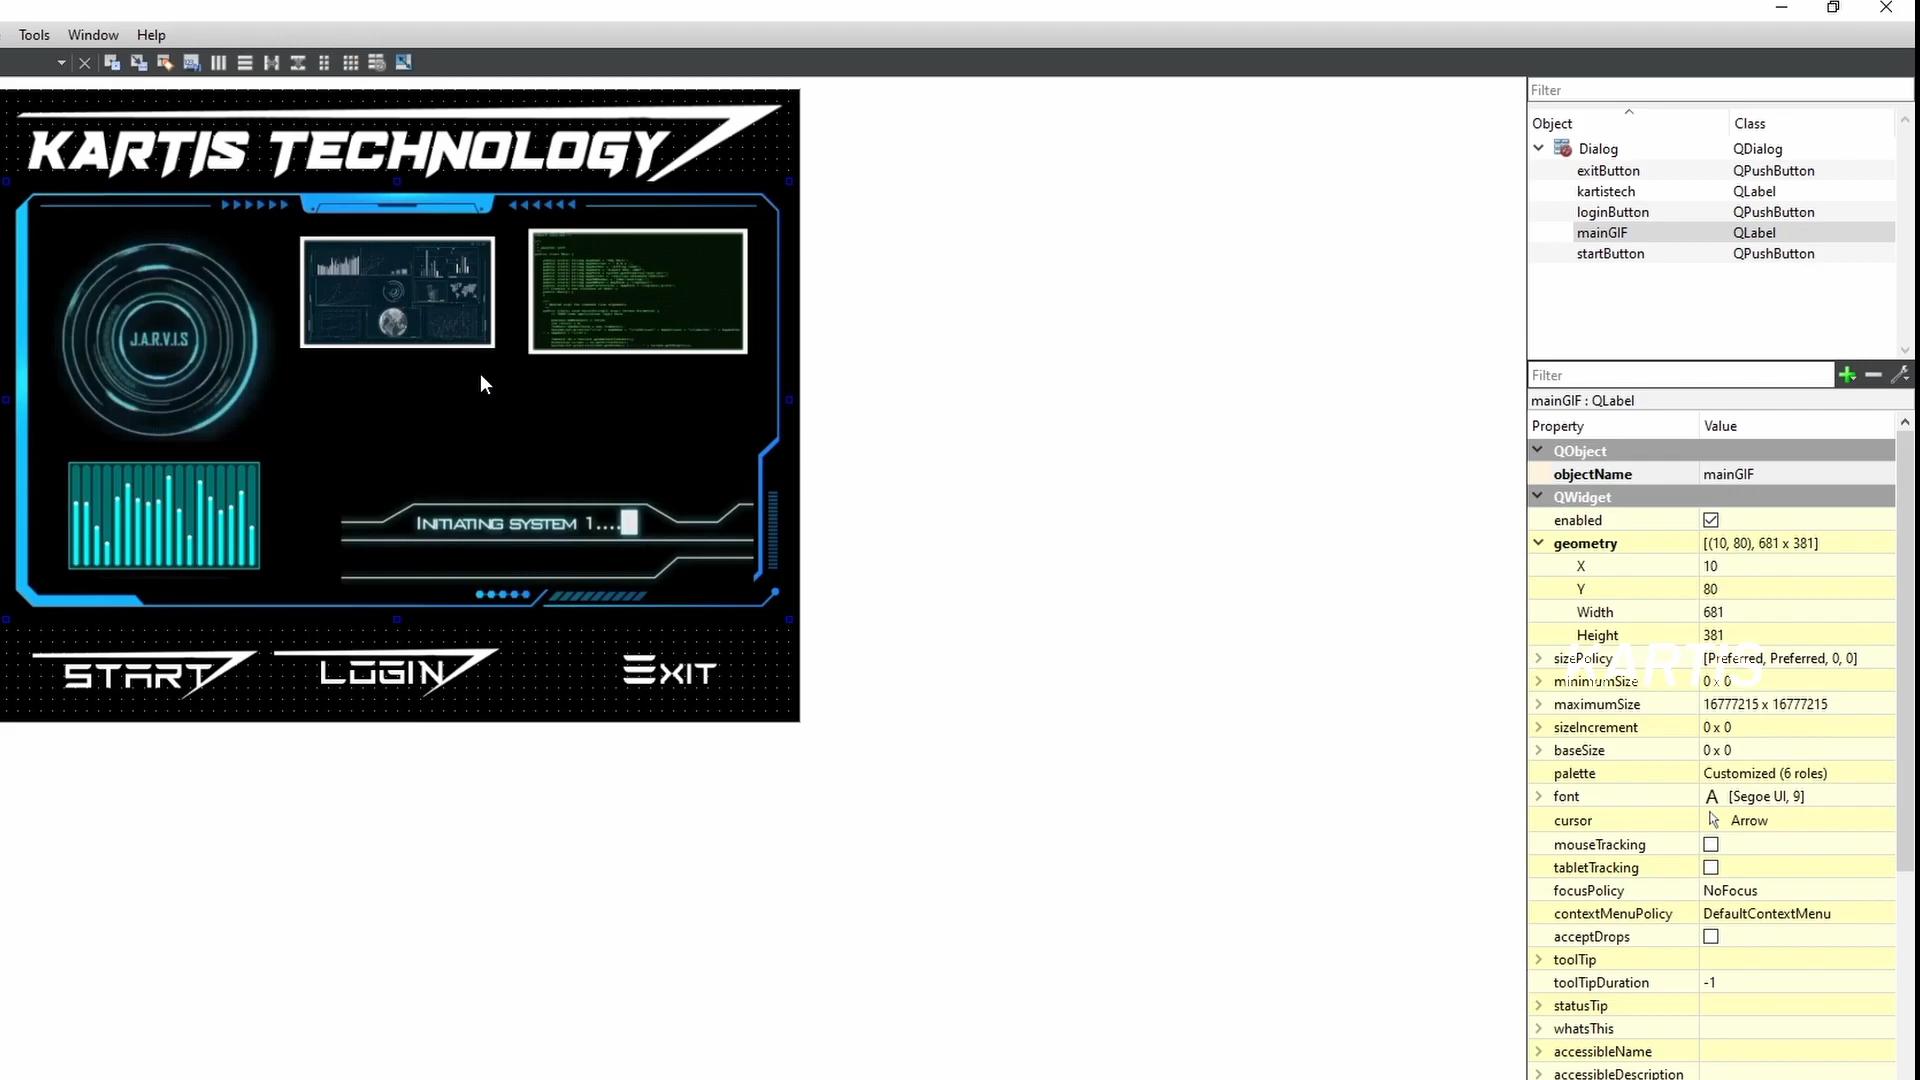 Tools Window Help
KARTIS TECHNOLOGY
J.A.R.V.I.S
INITIATING SYSTEM 1....
START LOGIN EXIT
Filter
Object Class
Dialog QDialog
exitButton QPushButton
kartistech QLabel
loginButton QPushButton
mainGIF QLabel
startButton QPushButton
Filter
mainGIF : QLabel
Property Value
QObject
objectName mainGIF
QWidget
enabled
geometry [(10, 80), 681 x 381]
X 10
Y 80
Width 681
Height 381
KARTIS
sizePolicy [Preferred, Preferred, 0, 0]
minimumSize 0 x 0
maximumSize 16777215 x 16777215
sizeIncrement 0 x 0
baseSize 0 x 0
palette Customized (6 roles)
font A [Segoe UI, 9]
cursor Arrow
mouseTracking
tabletTracking
focusPolicy NoFocus
contextMenuPolicy DefaultContextMenu
acceptDrops
toolTip
toolTipDuration -1
statusTip
whatsThis
accessibleName
accessibleDescription